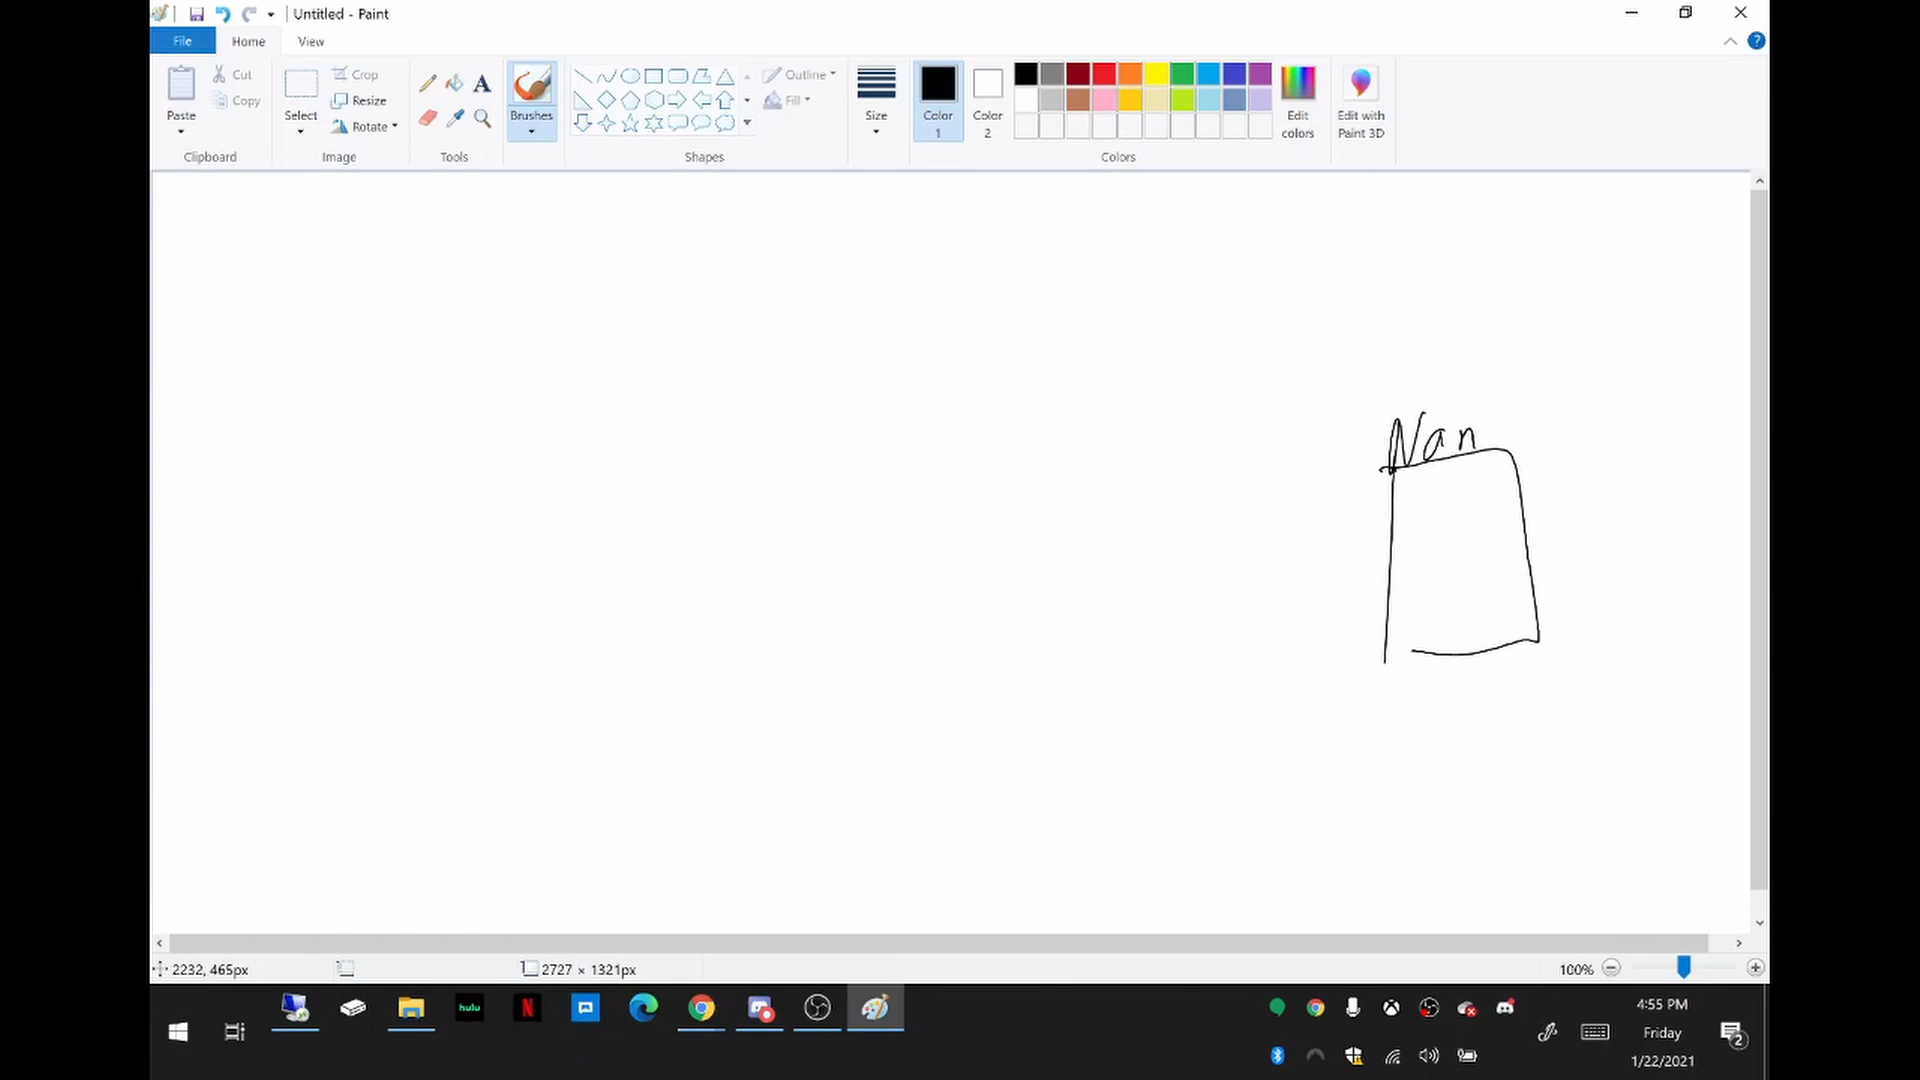 Untitled - Paint
File Home View
Paste
Cut
Copy
Clipboard
Select
Crop
Resize
Rotate
Image
Tools
Brushes
Shapes
Outline
Fill
Size
Color 1
Color 2
Colors
Edit colors
Edit with Paint 3D
Nan
2232, 465px
2727 × 1321px
100%
hulu
N
4:55 PM
Friday
1/22/2021
2